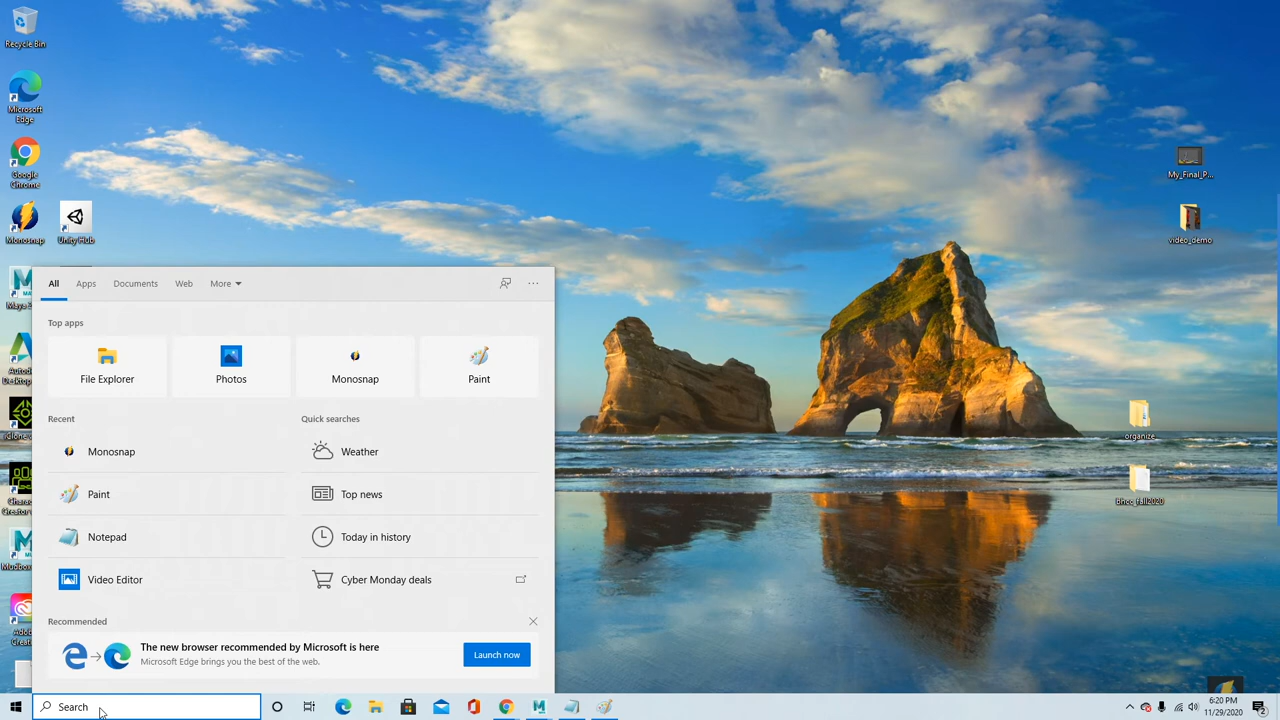 Recycle Bin
Microsoft
Edge
Google
Chrome
Monosnap
Unity Hub
My_Final_P...
video_demo
organize
bhcc_fall2020
All
Apps
Documents
Web
More
Top apps
File Explorer
Photos
Monosnap
Paint
Recent
Quick searches
Monosnap
Weather
Paint
Top news
Notepad
Today in history
Video Editor
Cyber Monday deals
Recommended
The new browser recommended by Microsoft is here
Microsoft Edge brings you the best of the web.
Launch now
Search
6:20 PM
11/29/2020
2